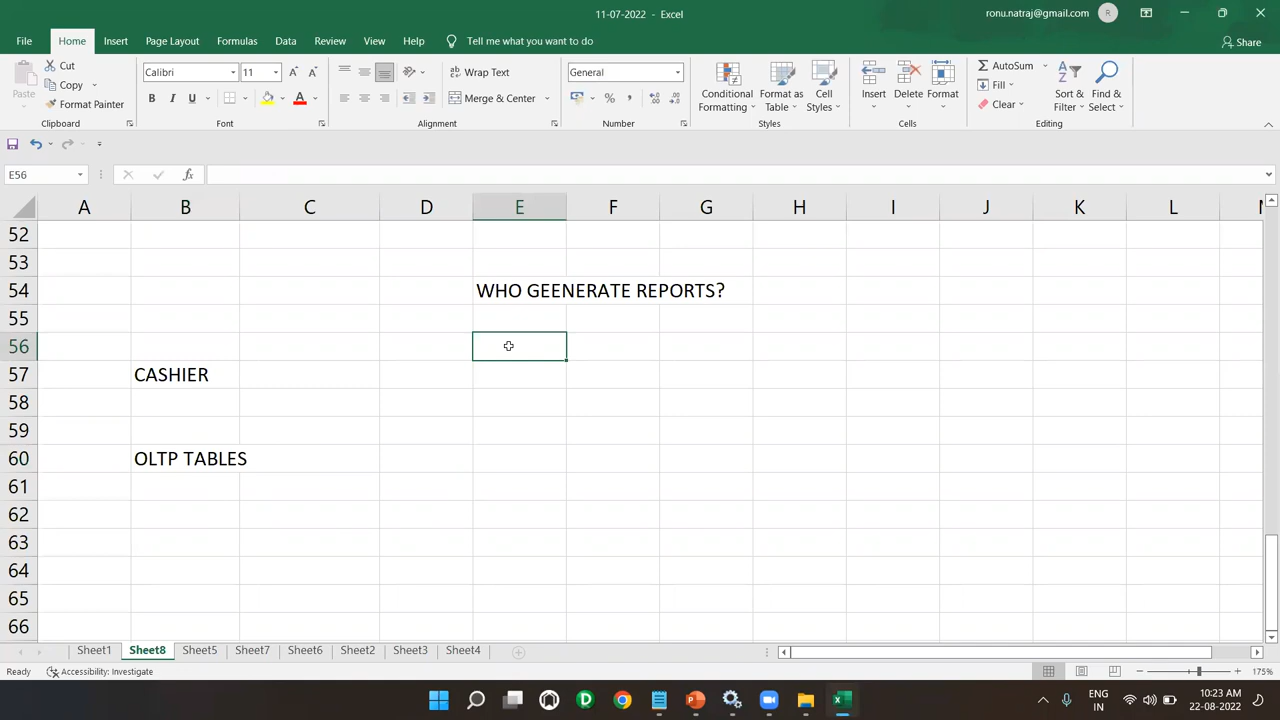 11-07-2022 - Excel
ronu.natraj@gmail.com R
File Home Insert Page Layout Formulas Data Review View Help Tell me what you want to do Share
Paste Cut Copy Format Painter
Clipboard
Calibri 11
B I U
Font
Wrap Text
Merge & Center
Alignment
General
Number
Conditional Formatting Format as Table Cell Styles
Styles
Insert Delete Format
Cells
AutoSum Fill Clear Sort & Filter Find & Select
Editing
E56 fx
A B C D E F G H I J K L
52
53
54 WHO GEENERATE REPORTS?
55
56
57 CASHIER
58
59
60 OLTP TABLES
61
62
63
64
65
66
Sheet1 Sheet8 Sheet5 Sheet7 Sheet6 Sheet2 Sheet3 Sheet4
Ready Accessibility: Investigate 175%
ENG IN 10:23 AM 22-08-2022